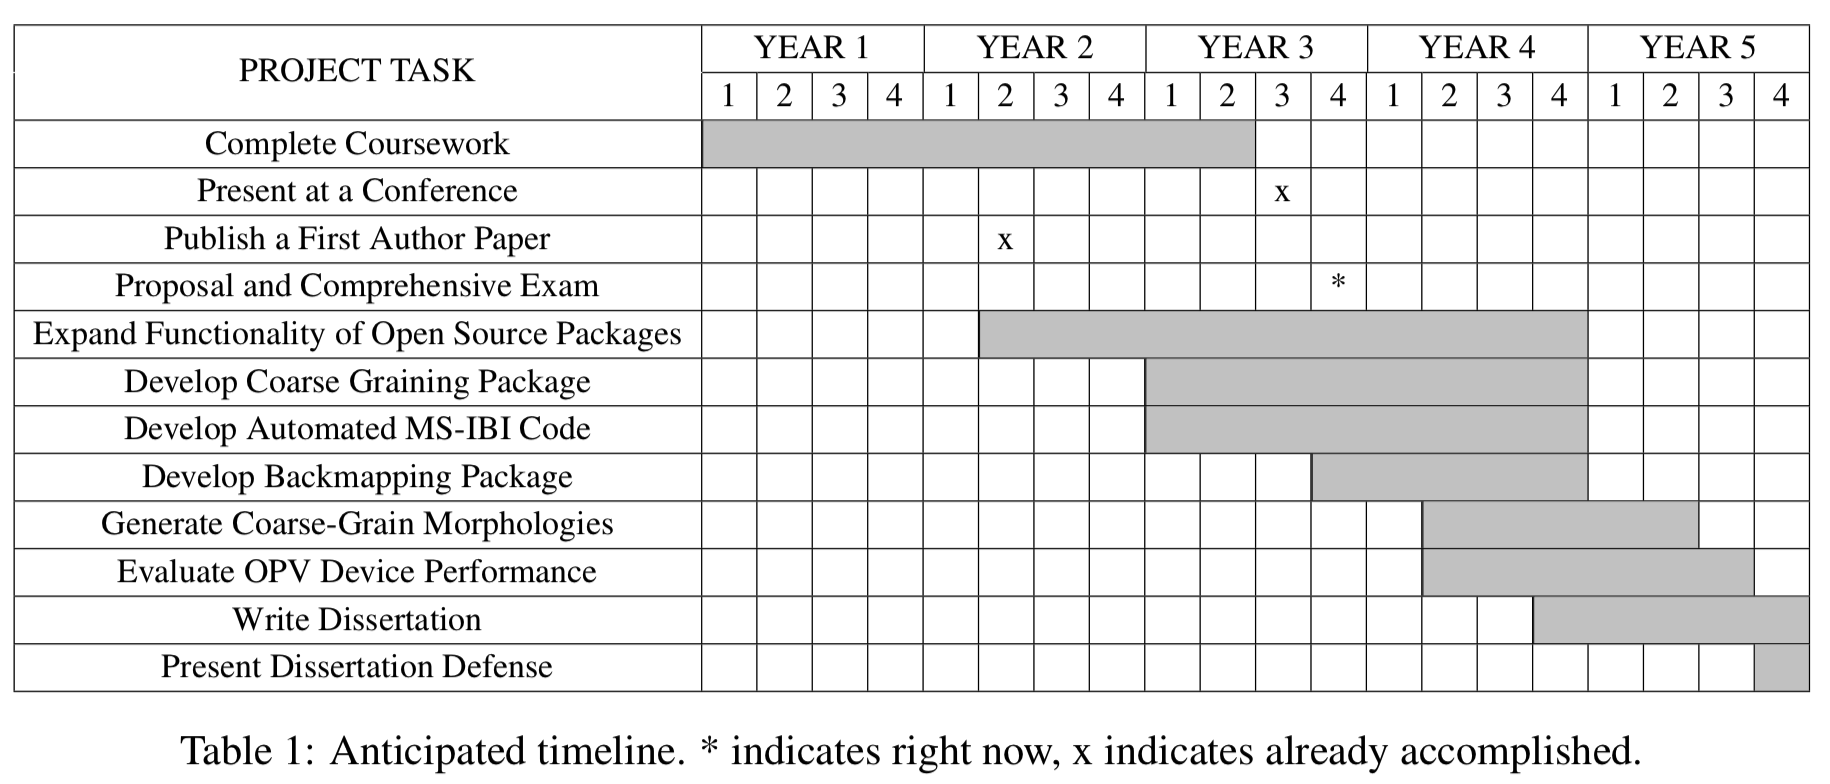 PROJECT TASK YEAR 1 YEAR 2 YEAR 3 YEAR 4 YEAR 5
1 2 3 4 1 2 3 4 1 2 3 4 1 2 3 4 1 2 3 4
Complete Coursework
Present at a Conference x
Publish a First Author Paper x
Proposal and Comprehensive Exam *
Expand Functionality of Open Source Packages
Develop Coarse Graining Package
Develop Automated MS-IBI Code
Develop Backmapping Package
Generate Coarse-Grain Morphologies
Evaluate OPV Device Performance
Write Dissertation
Present Dissertation Defense
Table 1: Anticipated timeline. * indicates right now, x indicates already accomplished.